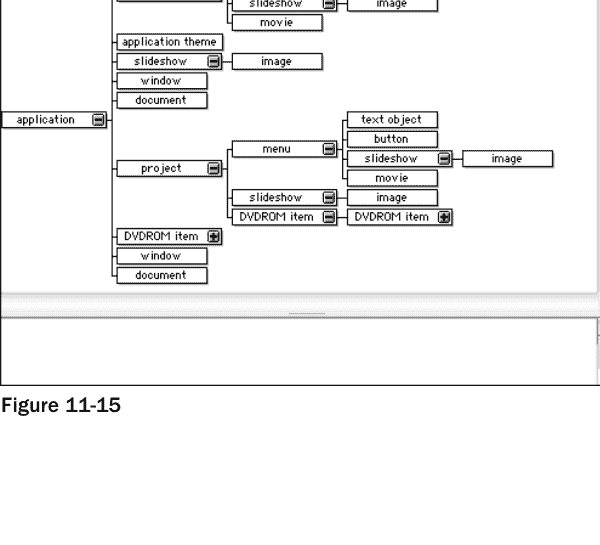 slideshow image
movie
application theme
slideshow image
window
document
application text object
button
menu
slideshow image
project
movie
slideshow image
DVDROM item DVDROM item
DVDROM item
window
document
Figure 11-15